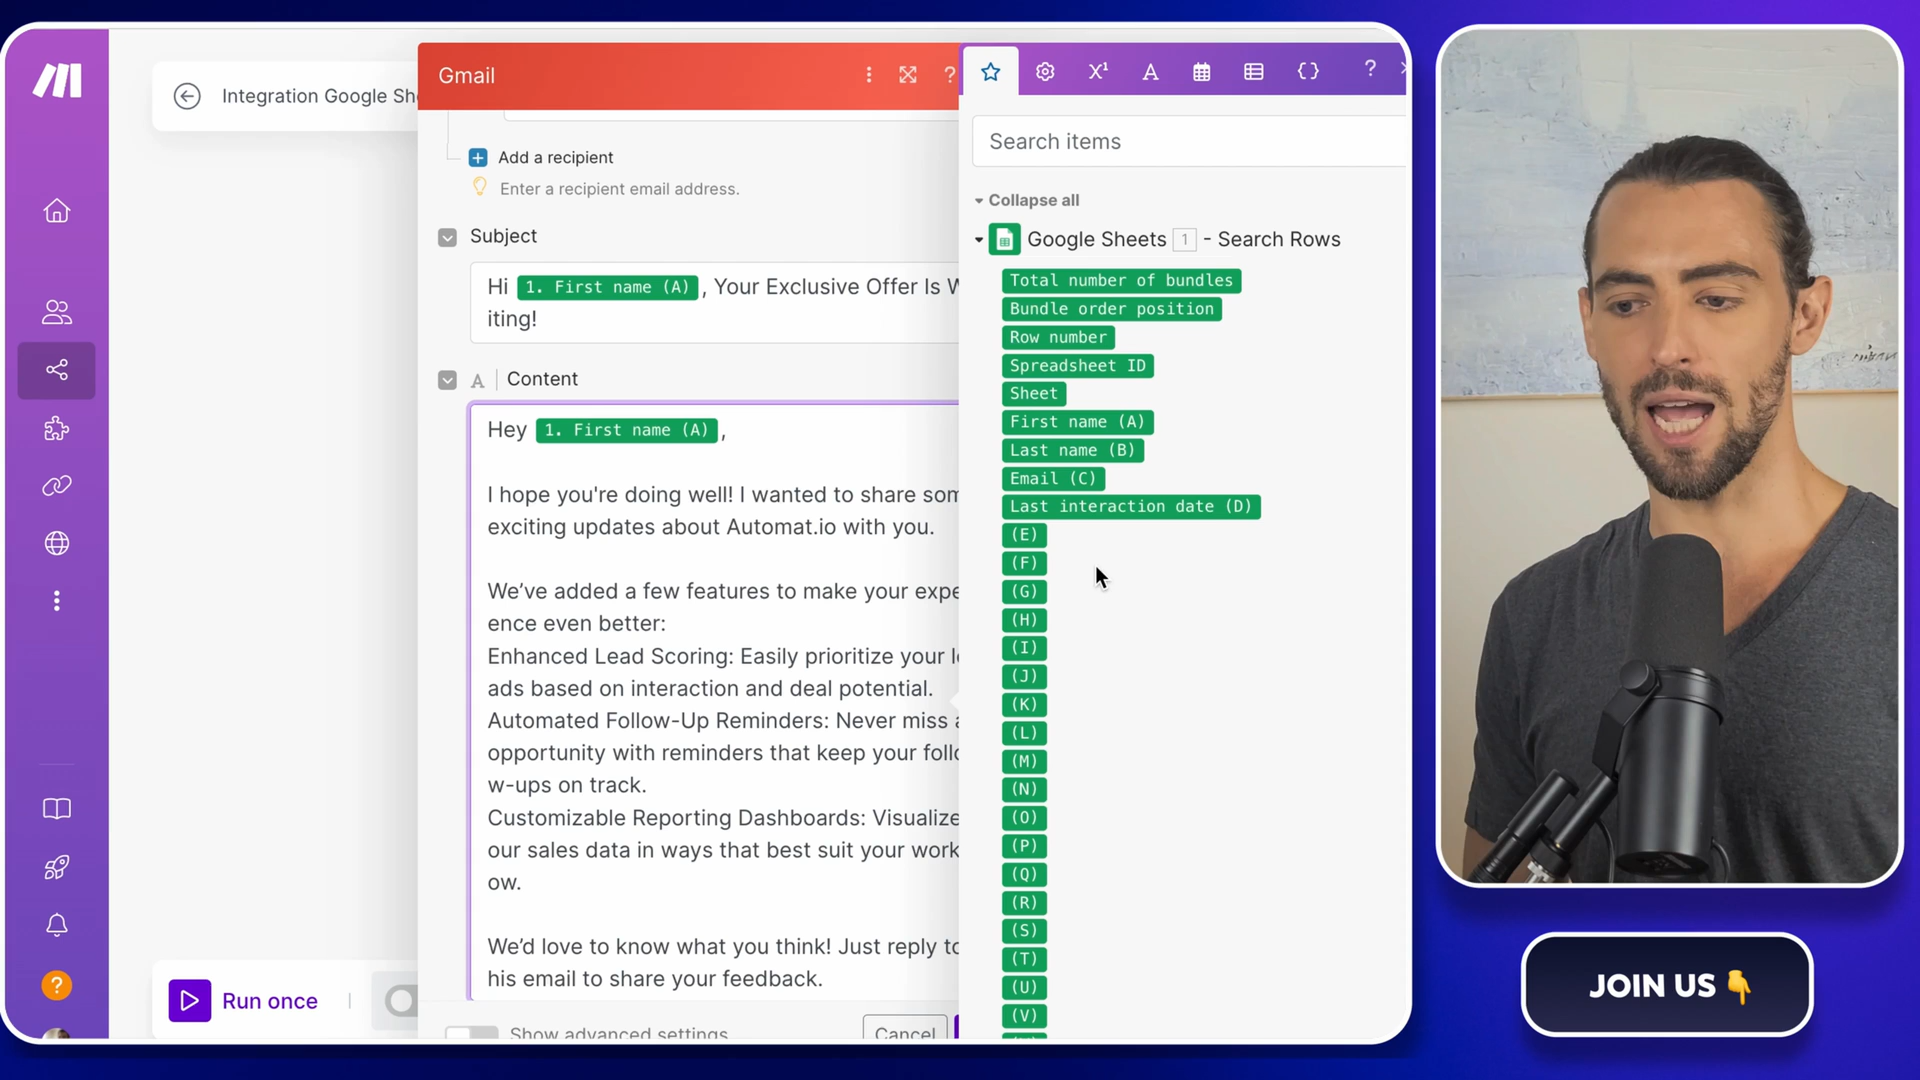 Integration Google She
Gmail
?
?
Add a recipient
Enter a recipient email address.
Subject
Hi 1. First name (A) , Your Exclusive Offer Is W
iting!
A Content
Hey 1. First name (A) ,
I hope you're doing well! I wanted to share som
exciting updates about Automat.io with you.
We've added a few features to make your expe
ence even better:
Enhanced Lead Scoring: Easily prioritize your le
ads based on interaction and deal potential.
Automated Follow-Up Reminders: Never miss a
opportunity with reminders that keep your follo
w-ups on track.
Customizable Reporting Dashboards: Visualize
our sales data in ways that best suit your work
ow.
We'd love to know what you think! Just reply to
his email to share your feedback.
Show advanced settings
Cancel
Run once
?
X¹
A
Search items
Collapse all
Google Sheets 1 - Search Rows
Total number of bundles
Bundle order position
Row number
Spreadsheet ID
Sheet
First name (A)
Last name (B)
Email (C)
Last interaction date (D)
(E)
(F)
(G)
(H)
(I)
(J)
(K)
(L)
(M)
(N)
(O)
(P)
(Q)
(R)
(S)
(T)
(U)
(V)
JOIN US 👇